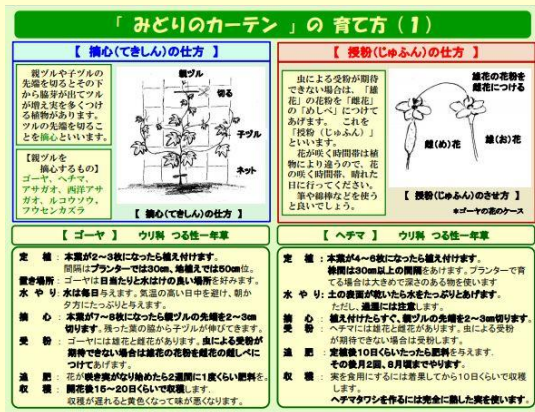 「 みどりのカーテン 」の 育て方 (1)
【 摘心(てきしん)の仕方 】
親ヅルや子ヅルの
先端を切るとその下
から脇芽が出てツル
が増え実を多くつけ
る植物があります。
ツルの先端を切るこ
とを摘心といいます。
【親ヅルを
摘心するもの】
ゴーヤ、ヘチマ、
アサガオ、西洋アサ
ガオ、ルコウソウ、
フウセンカズラ
親ヅル
切る
子ヅル
ネット
【 摘心(てきしん)の仕方 】
【 授粉(じゅふん)の仕方 】
虫による受粉が期待
できない場合は、「雄
花」の花粉を「雌花」
の「めしべ」につけて
あげます。 これを
「授粉(じゅふん)」と
いいます。
花が咲く時間帯は植
物により違うので、花
の咲く時間帯、晴れた
日に行ってください。
筆や綿棒などを使う
と良いでしょう。
雄花の花粉を
雌花につける
雌(め)花
雄(お)花
【 授粉(じゅふん)のさせ方 】
*ゴーヤの花のケース
【 ゴーヤ 】 ウリ科 つる性一年草
定 植 : 本葉が2~3枚になったら植え付けます。
間隔はプランターでは30cm、地植えでは50cm位。
置き場所: ゴーヤは日当たりと水はけの良い場所を好みます。
水 や り: 水は毎日与えます。気温の高い日中を避け、朝か
夕方にたっぷりと与えます。
摘 心 : 本葉が7~8枚になったら親ヅルの先端を2~3cm
切ります。残った葉の脇から子ヅルが伸びてきます。
受 粉 : ゴーヤには雄花と雌花があります。虫による受粉が
期待できない場合は雄花の花粉を雌花の雌しべに
つけてあげます。
追 肥 : 花が咲き実がなり始めたら2週間に1度くらい肥料を。
収 穫 : 開花後15~20日くらいで収穫します。
収穫が遅れると黄色くなって味が悪くなります。
【 ヘチマ 】 ウリ科 つる性一年草
定 植 : 本葉が4~6枚になったら植え付けます。
株間は30cm以上の間隔をあけます。プランターで育
てる場合は大きめで深さのある物を使います
水 や り: 土の表面が乾いたら水をたっぷりとあげます。
ただし、過湿には注意します。
摘 心 : 植え付けたらすぐ、親ヅルの先端を2~3cm切ります。
受 粉 : ヘチマには雄花と雌花があります。虫による受粉
が期待できない場合は受粉します。
追 肥 : 定植後10日くらいたったら肥料を与えます.
その後月2回、8月頃までやります。
収 穫 : 実を食用にするには着果してから10日くらいで収穫
します。
ヘチマタワシを作るには完全に熟した実を使います。